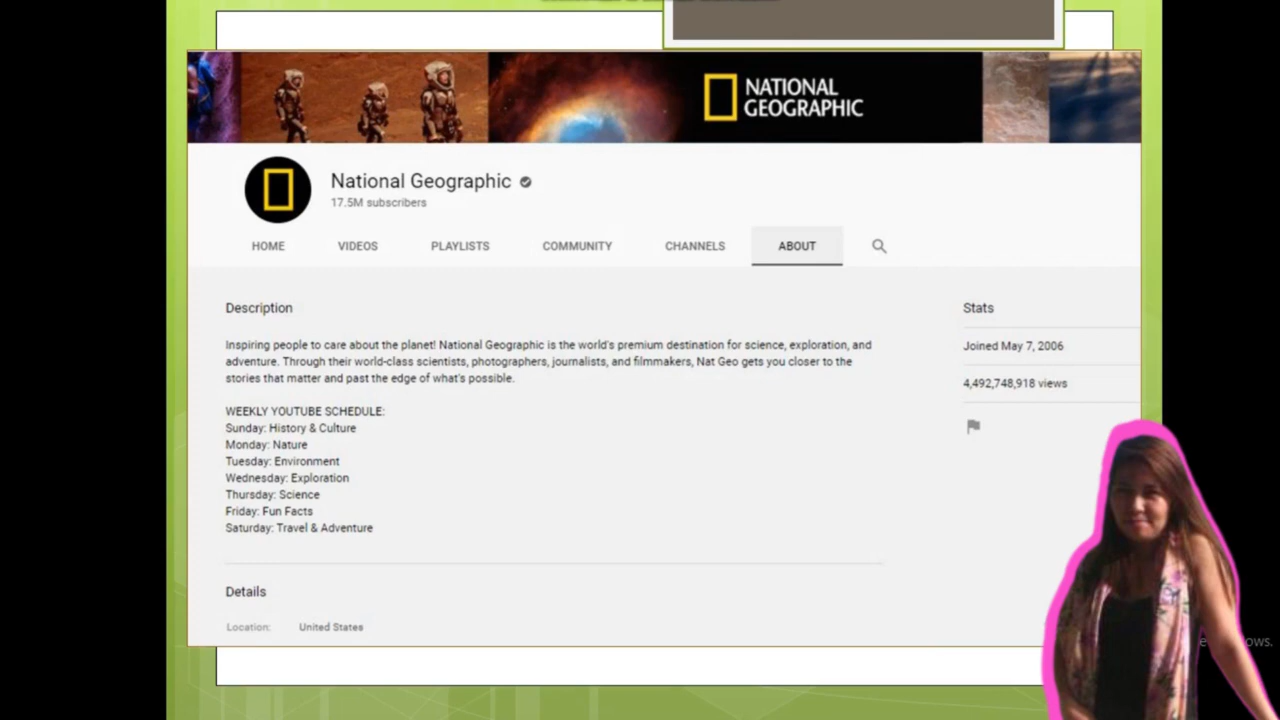 NATIONAL
GEOGRAPHIC
National Geographic
17.5M subscribers
HOME VIDEOS PLAYLISTS COMMUNITY CHANNELS ABOUT
Description
Inspiring people to care about the planet! National Geographic is the world's premium destination for science, exploration, and
adventure. Through their world-class scientists, photographers, journalists, and filmmakers, Nat Geo gets you closer to the
stories that matter and past the edge of what's possible.
WEEKLY YOUTUBE SCHEDULE:
Sunday: History & Culture
Monday: Nature
Tuesday: Environment
Wednesday: Exploration
Thursday: Science
Friday: Fun Facts
Saturday: Travel & Adventure
Stats
Joined May 7, 2006
4,492,748,918 views
Details
Location: United States